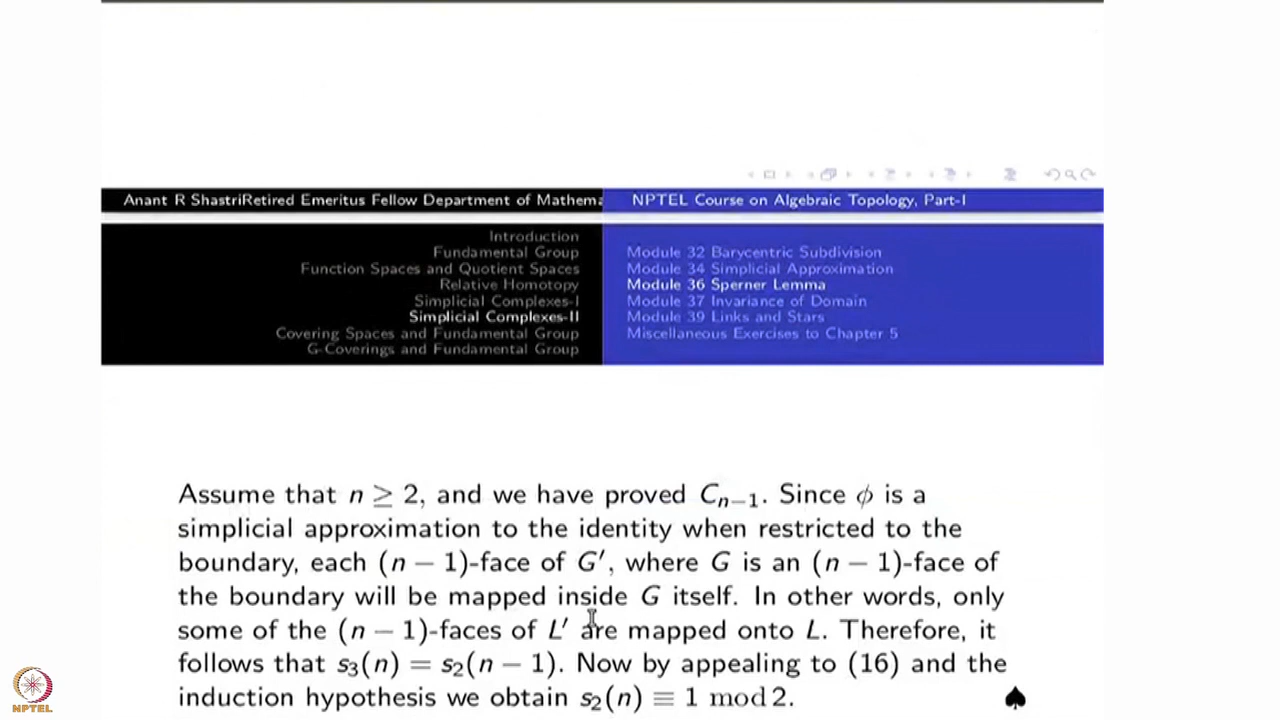 Anant R ShastriRetired Emeritus Fellow Department of Mathema
NPTEL Course on Algebraic Topology, Part-I
Introduction
Fundamental Group
Function Spaces and Quotient Spaces
Relative Homotopy
Simplicial Complexes-I
Simplicial Complexes-II
Covering Spaces and Fundamental Group
G-Coverings and Fundamental Group
Module 32 Barycentric Subdivision
Module 34 Simplicial Approximation
Module 36 Sperner Lemma
Module 37 Invariance of Domain
Module 39 Links and Stars
Miscellaneous Exercises to Chapter 5
Assume that n ≥ 2, and we have proved Cₙ₋₁. Since ϕ is a
simplicial approximation to the identity when restricted to the
boundary, each (n − 1)-face of G′, where G is an (n − 1)-face of
the boundary will be mapped inside G itself. In other words, only
some of the (n − 1)-faces of L′ are mapped onto L. Therefore, it
follows that s₃(n) = s₂(n − 1). Now by appealing to (16) and the
induction hypothesis we obtain s₂(n) ≡ 1 mod 2. ♠
NPTEL